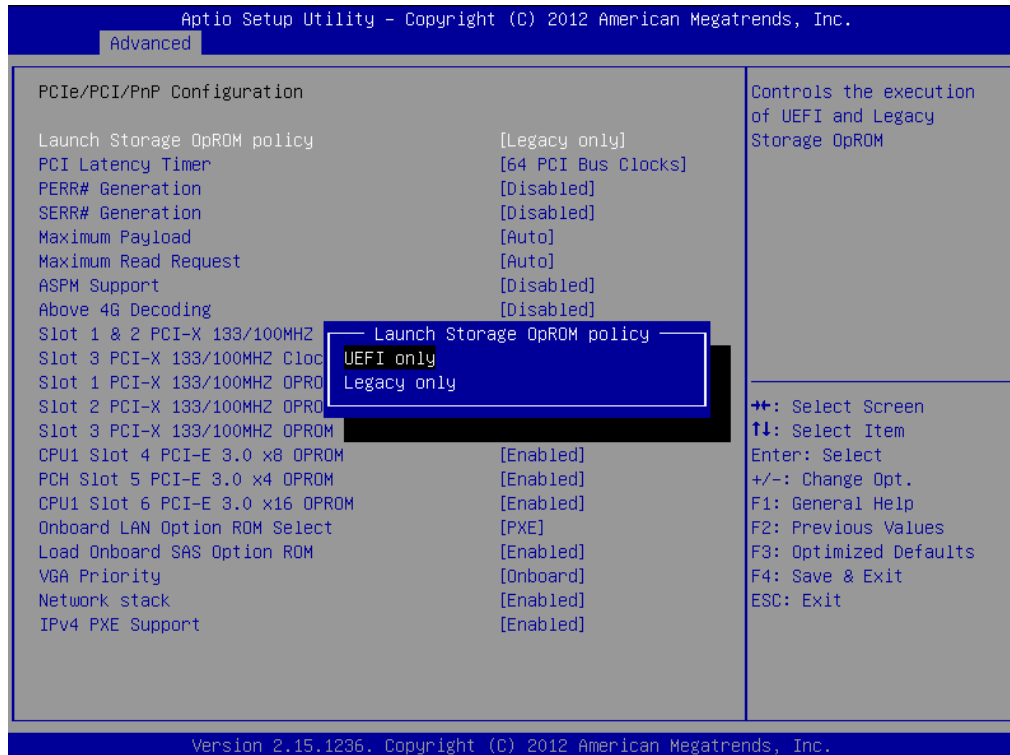 Aptio Setup Utility – Copyright (C) 2012 American Megatrends, Inc.
Advanced
PCIe/PCI/PnP Configuration
Launch Storage OpROM policy [Legacy only]
PCI Latency Timer [64 PCI Bus Clocks]
PERR# Generation [Disabled]
SERR# Generation [Disabled]
Maximum Payload [Auto]
Maximum Read Request [Auto]
ASPM Support [Disabled]
Above 4G Decoding [Disabled]
Slot 1 & 2 PCI-X 133/100MHZ
Slot 3 PCI-X 133/100MHZ Cloc
Slot 1 PCI-X 133/100MHZ OPRO
Slot 2 PCI-X 133/100MHZ OPRO
Slot 3 PCI-X 133/100MHZ OPROM
CPU1 Slot 4 PCI-E 3.0 x8 OPROM [Enabled]
PCH Slot 5 PCI-E 3.0 x4 OPROM [Enabled]
CPU1 Slot 6 PCI-E 3.0 x16 OPROM [Enabled]
Onboard LAN Option ROM Select [PXE]
Load Onboard SAS Option ROM [Enabled]
VGA Priority [Onboard]
Network stack [Enabled]
IPv4 PXE Support [Enabled]
Launch Storage OpROM policy
UEFI only
Legacy only
Controls the execution
of UEFI and Legacy
Storage OpROM
→←: Select Screen
↑↓: Select Item
Enter: Select
+/-: Change Opt.
F1: General Help
F2: Previous Values
F3: Optimized Defaults
F4: Save & Exit
ESC: Exit
Version 2.15.1236. Copyright (C) 2012 American Megatrends, Inc.